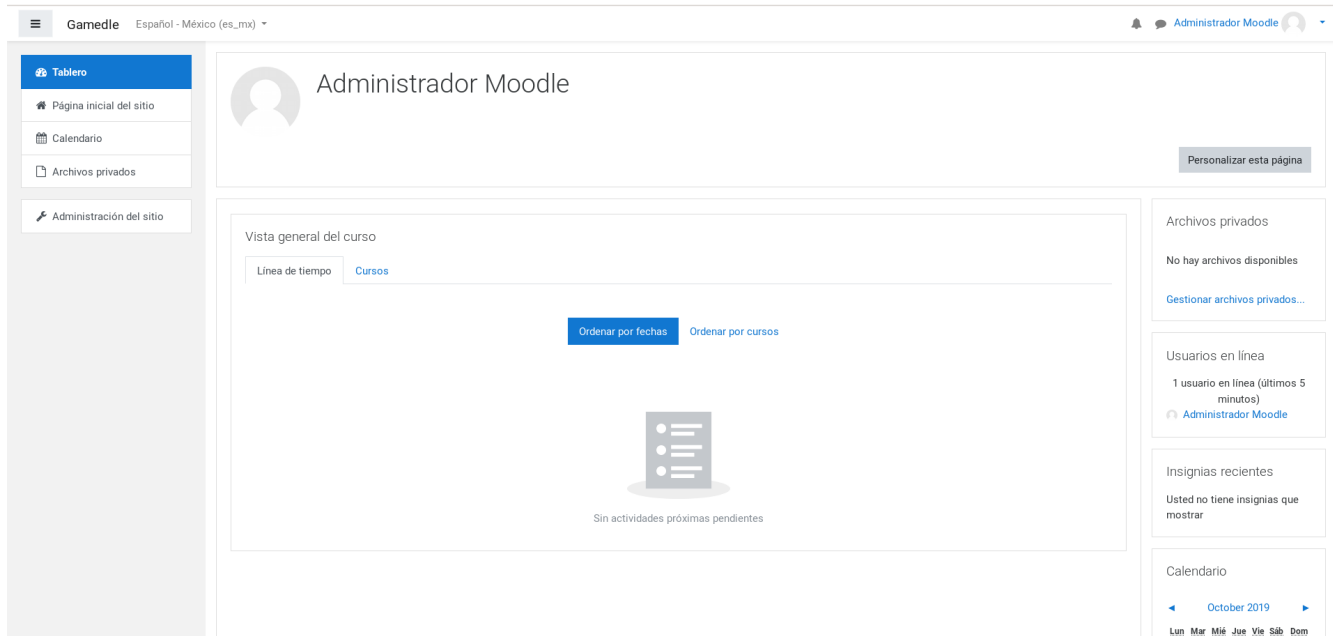 Gamedle Español - México (es_mx)
Administrador Moodle
Tablero
Página inicial del sitio
Calendario
Archivos privados
Administración del sitio
Administrador Moodle
Personalizar esta página
Vista general del curso
Línea de tiempo Cursos
Ordenar por fechas Ordenar por cursos
Sin actividades próximas pendientes
Archivos privados
No hay archivos disponibles
Gestionar archivos privados...
Usuarios en línea
1 usuario en línea (últimos 5
minutos)
Administrador Moodle
Insignias recientes
Usted no tiene insignias que
mostrar
Calendario
◄ October 2019 ►
Lun Mar Mié Jue Vie Sáb Dom